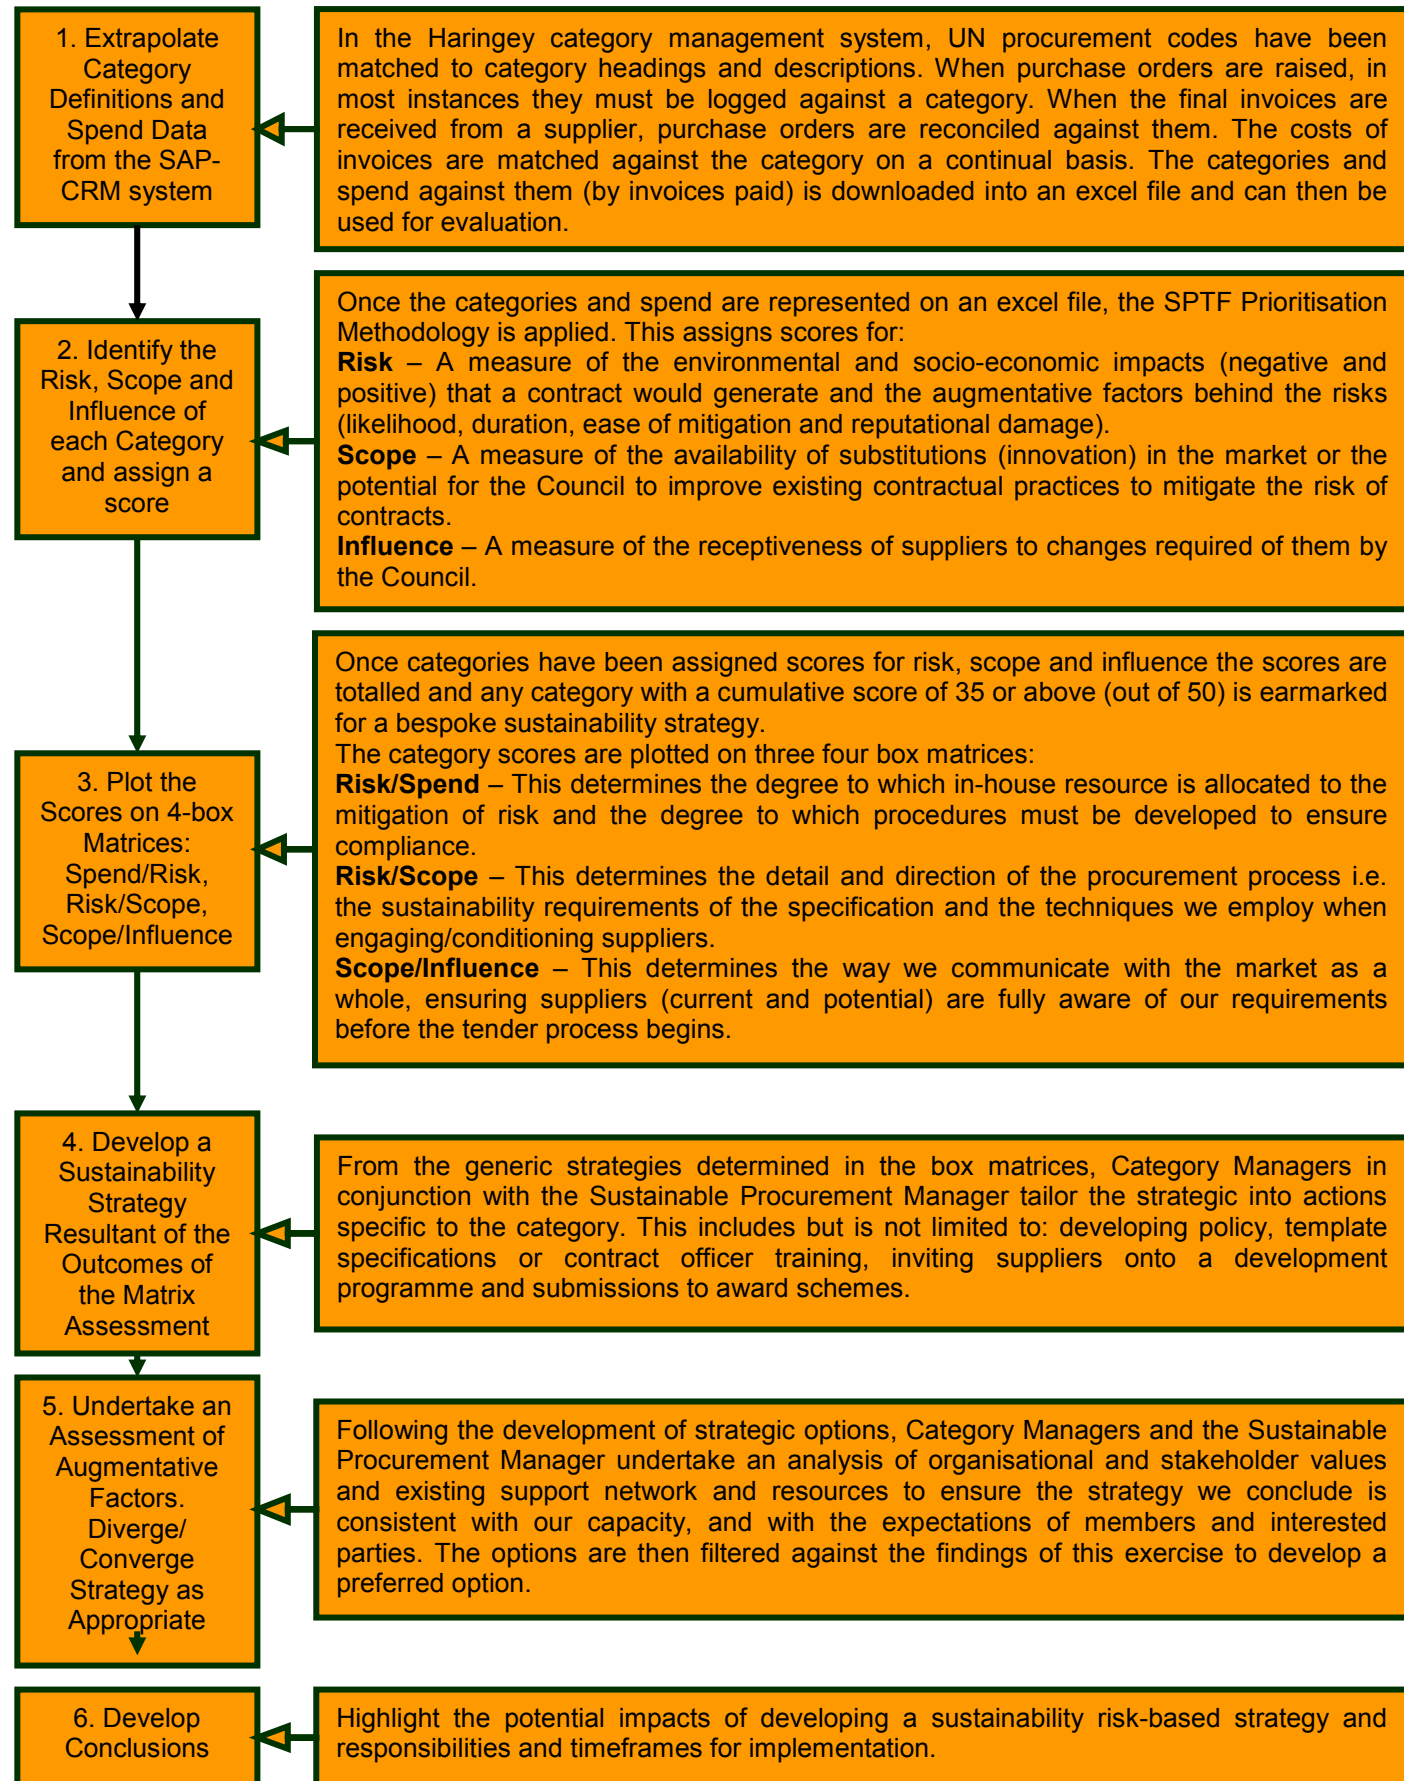 1. Extrapolate
Category
Definitions and
Spend Data
from the SAP-
CRM system
In the Haringey category management system, UN procurement codes have been
matched to category headings and descriptions. When purchase orders are raised, in
most instances they must be logged against a category. When the final invoices are
received from a supplier, purchase orders are reconciled against them. The costs of
invoices are matched against the category on a continual basis. The categories and
spend against them (by invoices paid) is downloaded into an excel file and can then be
used for evaluation.
2. Identify the
Risk, Scope and
Influence of
each Category
and assign a
score
Once the categories and spend are represented on an excel file, the SPTF Prioritisation
Methodology is applied. This assigns scores for:
Risk – A measure of the environmental and socio-economic impacts (negative and
positive) that a contract would generate and the augmentative factors behind the risks
(likelihood, duration, ease of mitigation and reputational damage).
Scope – A measure of the availability of substitutions (innovation) in the market or the
potential for the Council to improve existing contractual practices to mitigate the risk of
contracts.
Influence – A measure of the receptiveness of suppliers to changes required of them by
the Council.
3. Plot the
Scores on 4-box
Matrices:
Spend/Risk,
Risk/Scope,
Scope/Influence
Once categories have been assigned scores for risk, scope and influence the scores are
totalled and any category with a cumulative score of 35 or above (out of 50) is earmarked
for a bespoke sustainability strategy.
The category scores are plotted on three four box matrices:
Risk/Spend – This determines the degree to which in-house resource is allocated to the
mitigation of risk and the degree to which procedures must be developed to ensure
compliance.
Risk/Scope – This determines the detail and direction of the procurement process i.e.
the sustainability requirements of the specification and the techniques we employ when
engaging/conditioning suppliers.
Scope/Influence – This determines the way we communicate with the market as a
whole, ensuring suppliers (current and potential) are fully aware of our requirements
before the tender process begins.
4. Develop a
Sustainability
Strategy
Resultant of the
Outcomes of
the Matrix
Assessment
From the generic strategies determined in the box matrices, Category Managers in
conjunction with the Sustainable Procurement Manager tailor the strategic into actions
specific to the category. This includes but is not limited to: developing policy, template
specifications or contract officer training, inviting suppliers onto a development
programme and submissions to award schemes.
5. Undertake an
Assessment of
Augmentative
Factors.
Diverge/
Converge
Strategy as
Appropriate
Following the development of strategic options, Category Managers and the Sustainable
Procurement Manager undertake an analysis of organisational and stakeholder values
and existing support network and resources to ensure the strategy we conclude is
consistent with our capacity, and with the expectations of members and interested
parties. The options are then filtered against the findings of this exercise to develop a
preferred option.
6. Develop
Conclusions
Highlight the potential impacts of developing a sustainability risk-based strategy and
responsibilities and timeframes for implementation.